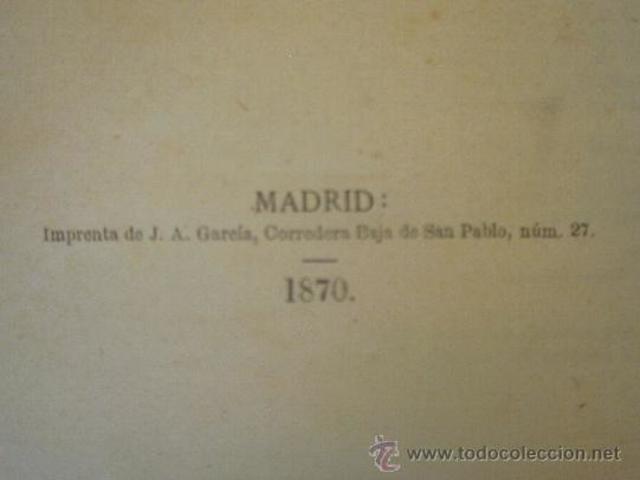 MADRID:
Imprenta de J. A. García, Corredera Baja de San Pablo, núm. 27.
1870.
www.todocoleccion.net